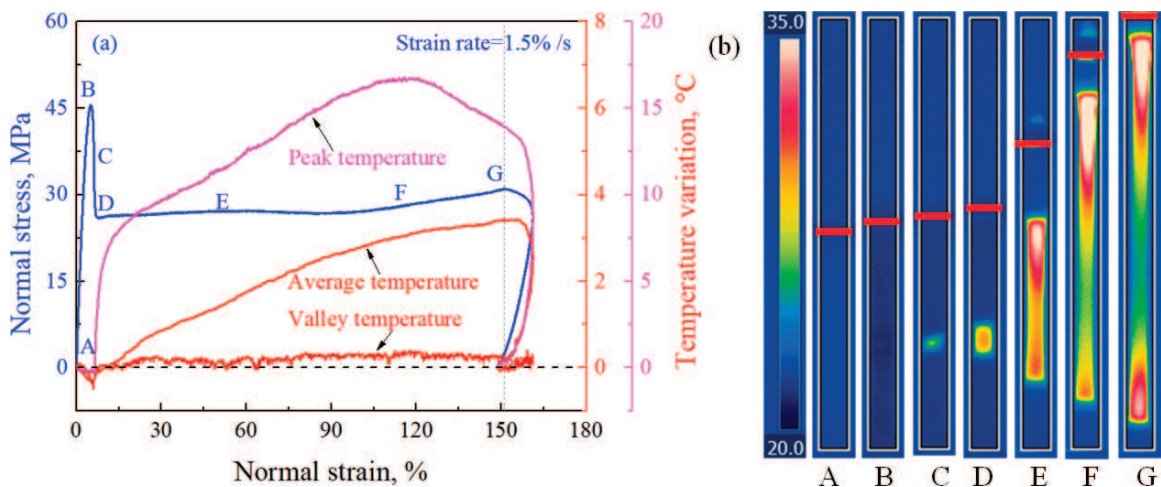 (a)
Strain rate=1.5% /s
B
C
D
A
E
F
G
Peak temperature
Average temperature
Valley temperature
60
45
30
15
0
Normal stress, MPa
0
30
60
90
120
150
180
Normal strain, %
8
6
4
2
0
20
15
10
5
0
Temperature variation, °C
(b)
35.0
20.0
A B C D E F G